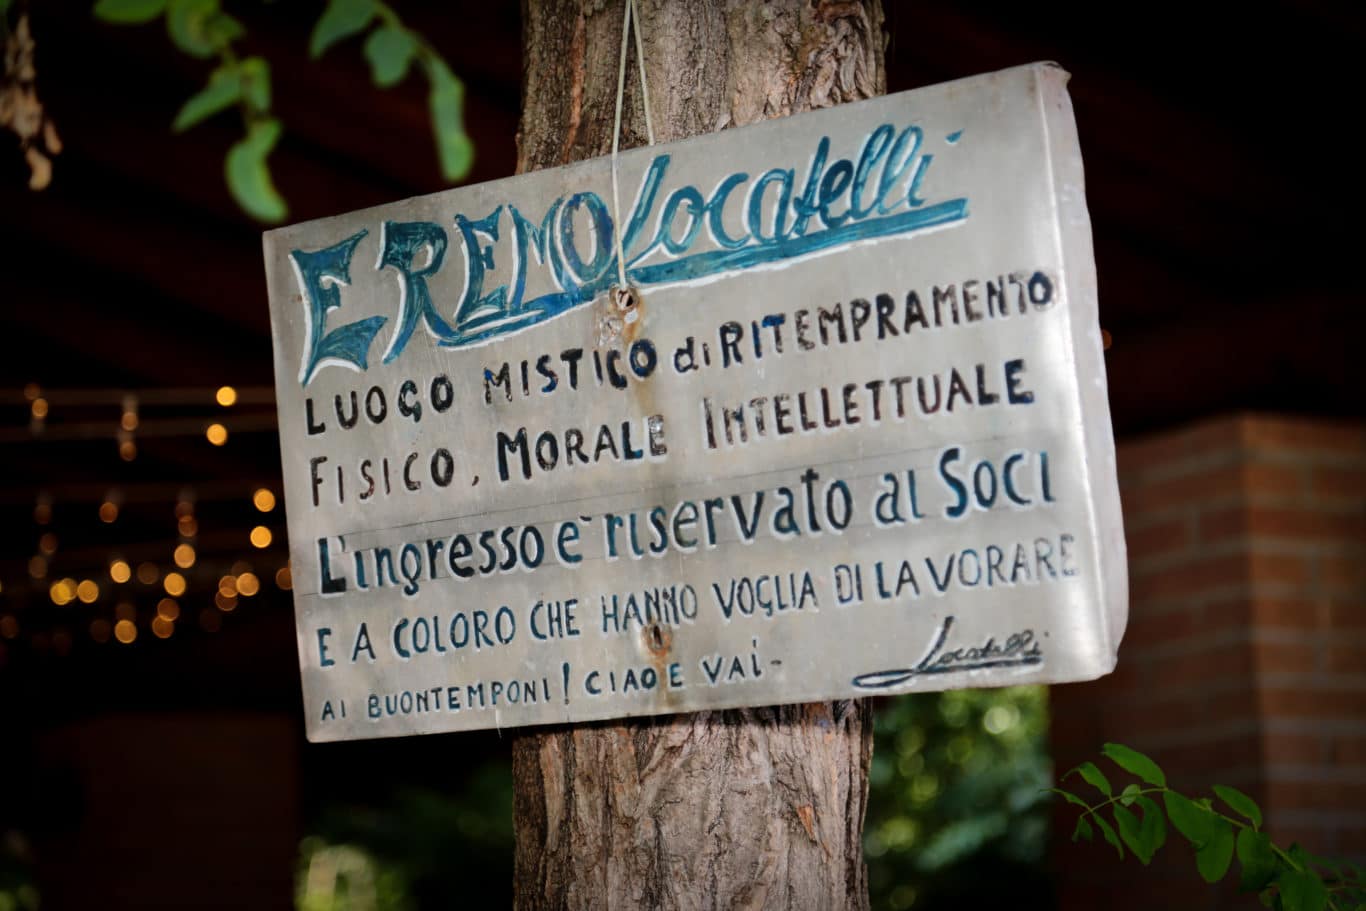 EREMO Locatelli
LUOGO MISTICO di RITEMPRAMENTO
FISICO, MORALE INTELLETTUALE
L'ingresso è riservato ai Soci
E A COLORO CHE HANNO VOGLIA DI LAVORARE
AI BUONTEMPONI! CIAO E VAI-
Locatelli